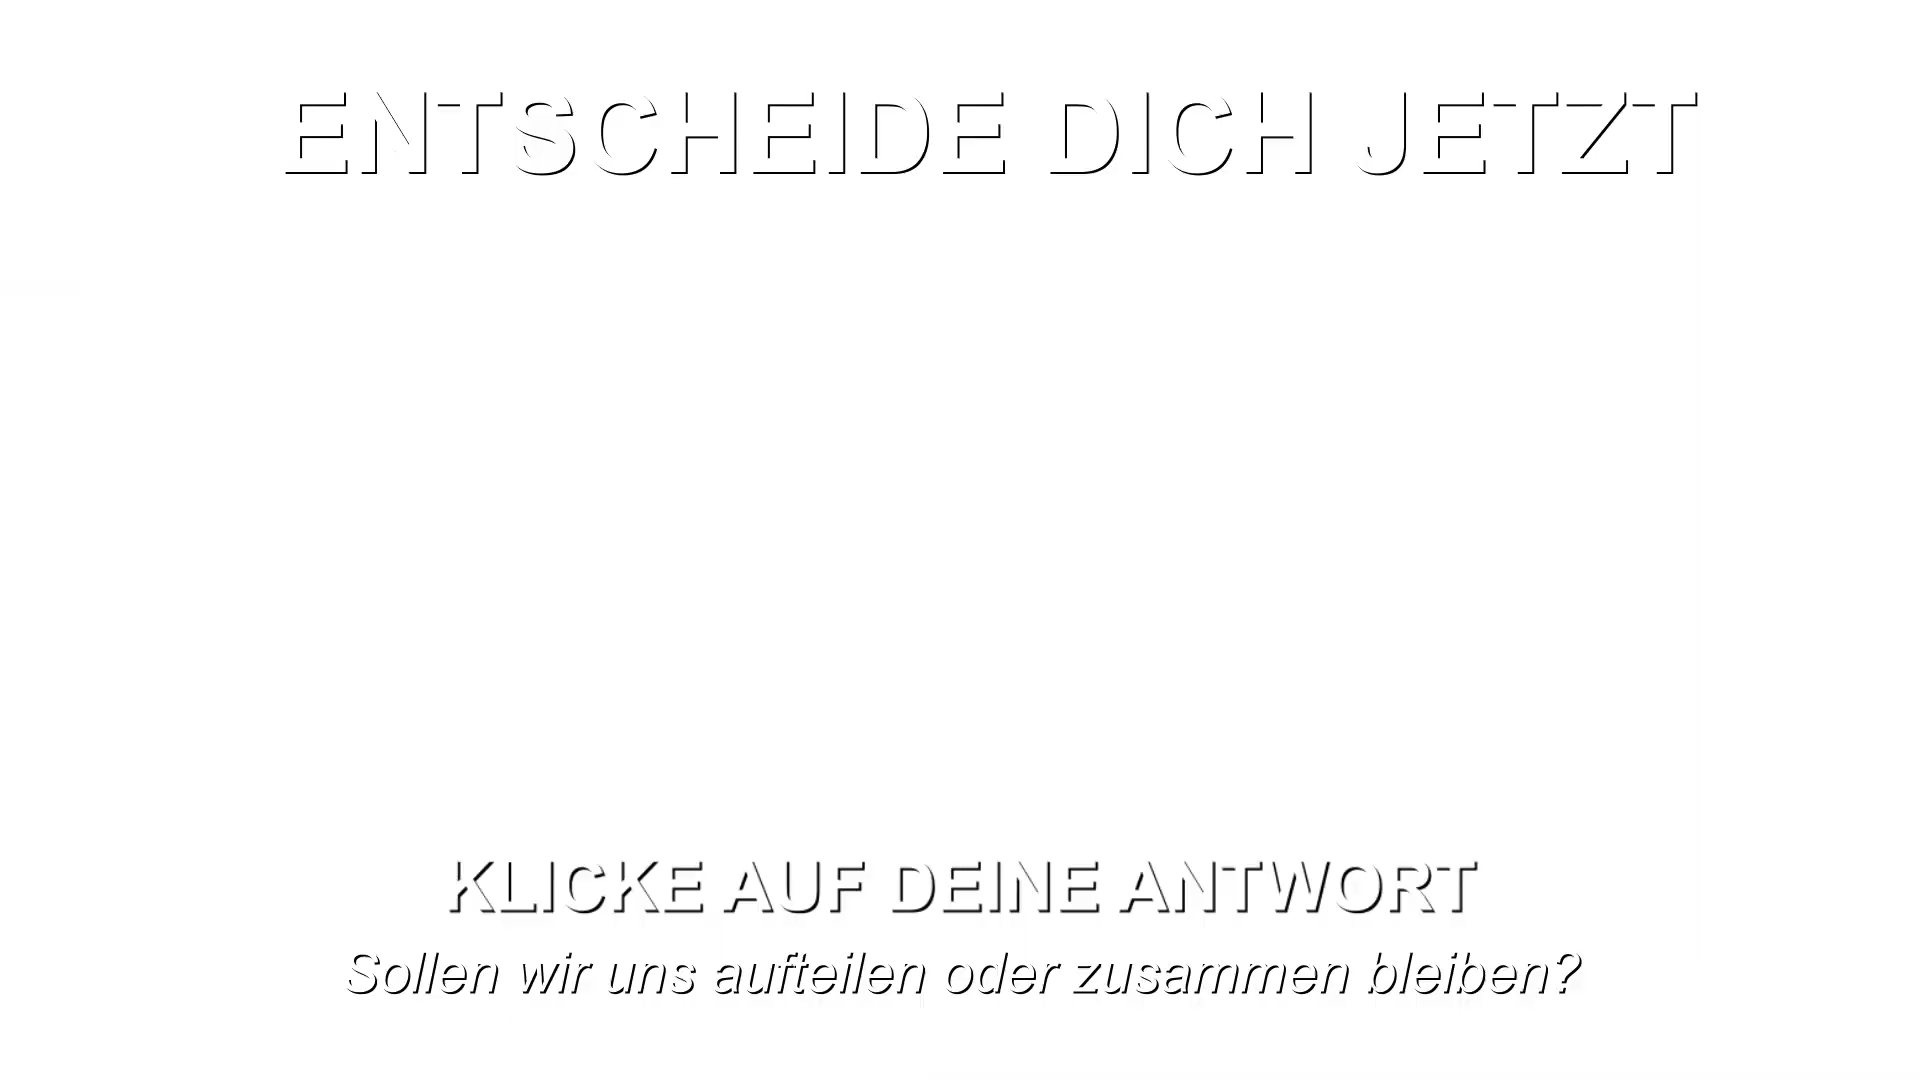 ENTSCHEIDE DICH JETZT
KLICKE AUF DEINE ANTWORT
Sollen wir uns aufteilen oder zusammen bleiben?